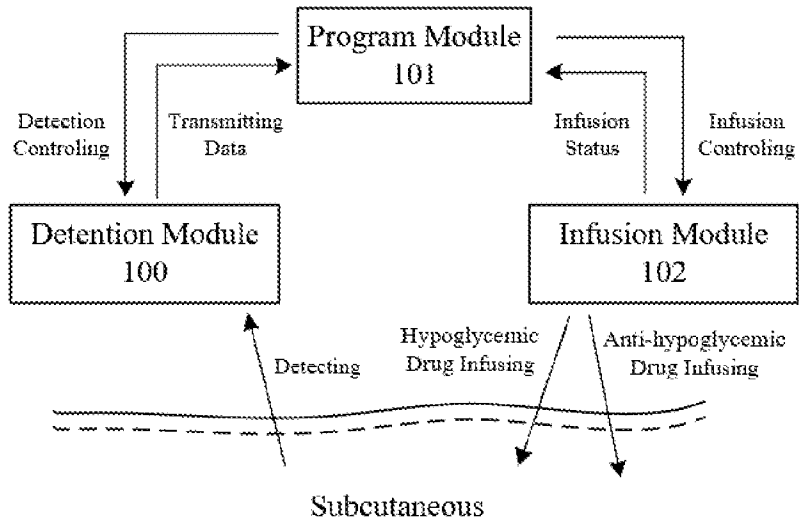 Program Module
101
Detection
Controling
Transmitting
Data
Infusion
Status
Infusion
Controling
Detention Module
100
Infusion Module
102
Detecting
Hypoglycemic
Drug Infusing
Anti-hypoglycemic
Drug Infusing
Subcutaneous